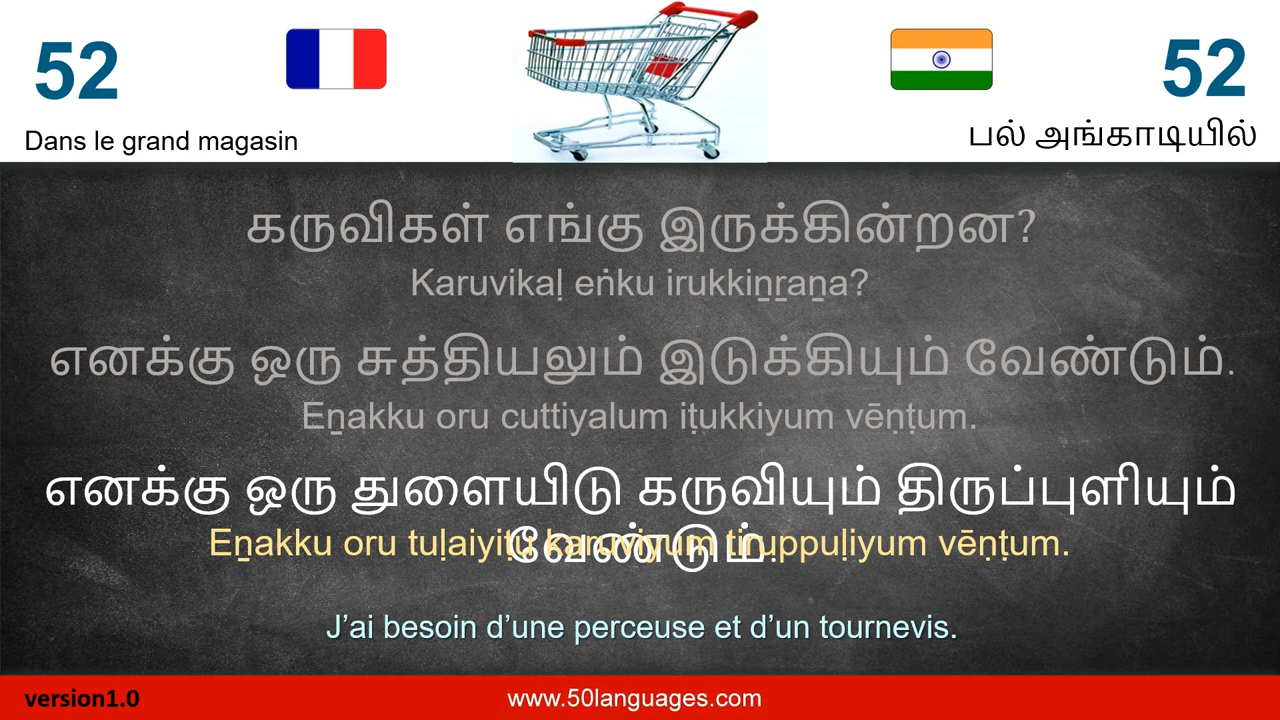 52
52
Dans le grand magasin
பல் அங்காடியில்
கருவிகள் எங்கு இருக்கின்றன?
Karuvikaḷ eṅku irukkiṉṟaṉa?
எனக்கு ஒரு சுத்தியலும் இடுக்கியும் வேண்டும்.
Eṉakku oru cuttiyalum iṭukkiyum vēṇṭum.
எனக்கு ஒரு துளையிடு கருவியும் திருப்புளியும்
வேண்டும்.
Eṉakku oru tuḷaiyiṭu karuviyum tiruppuḷiyum vēṇṭum.
J’ai besoin d’une perceuse et d’un tournevis.
version1.0
www.50languages.com